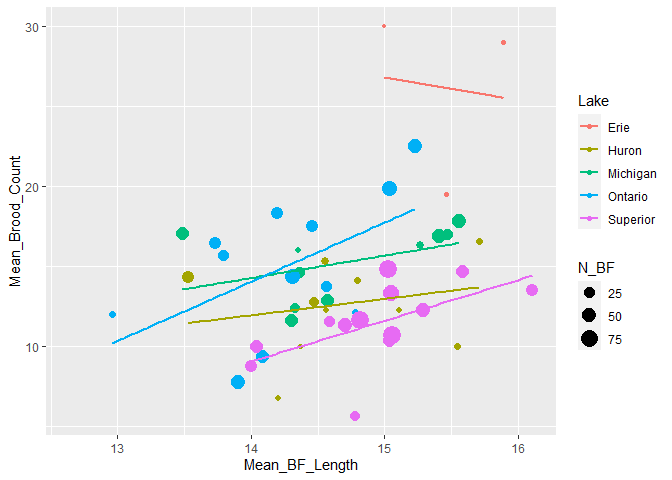 30
20
10
Mean_Brood_Count
13
14
15
16
Mean_BF_Length
Lake
Erie
Huron
Michigan
Ontario
Superior
N_BF
25
50
75